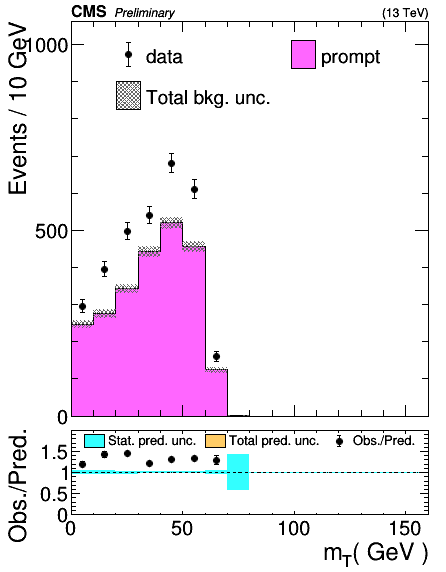 CMS Preliminary (13 TeV)
1000
data
prompt
Total bkg. unc.
Events / 10 GeV
500
0
Stat. pred. unc. Total pred. unc. Obs./Pred.
1.5
1
0.5
0
Obs./Pred.
0 50 100 150
m_T( GeV )